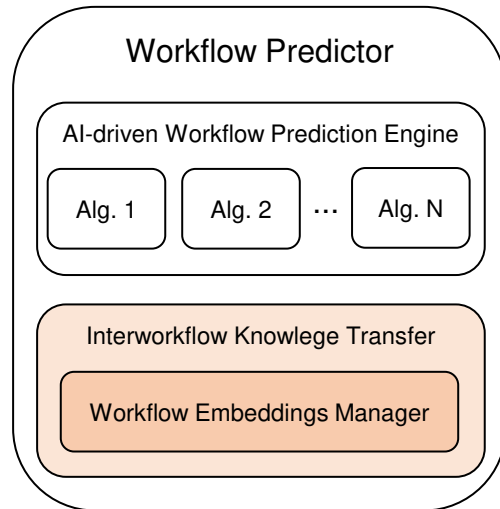 Workflow Predictor
AI-driven Workflow Prediction Engine
Alg. 1 Alg. 2 ... Alg. N
Interworkflow Knowlege Transfer
Workflow Embeddings Manager